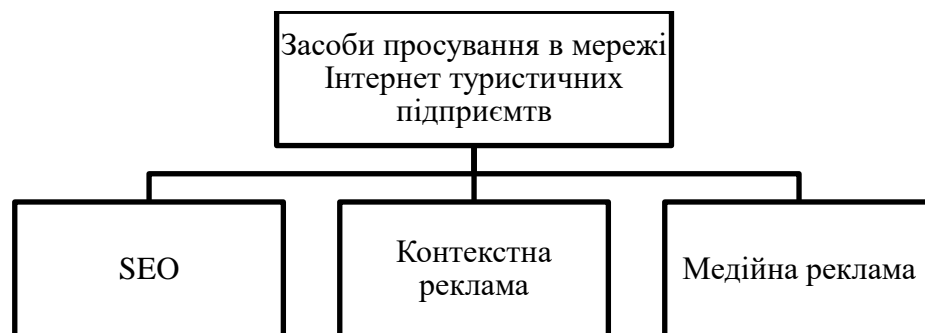 Засоби просування в мережі
Інтернет туристичних
підприємтв
SEO
Контекстна
реклама
Медійна реклама